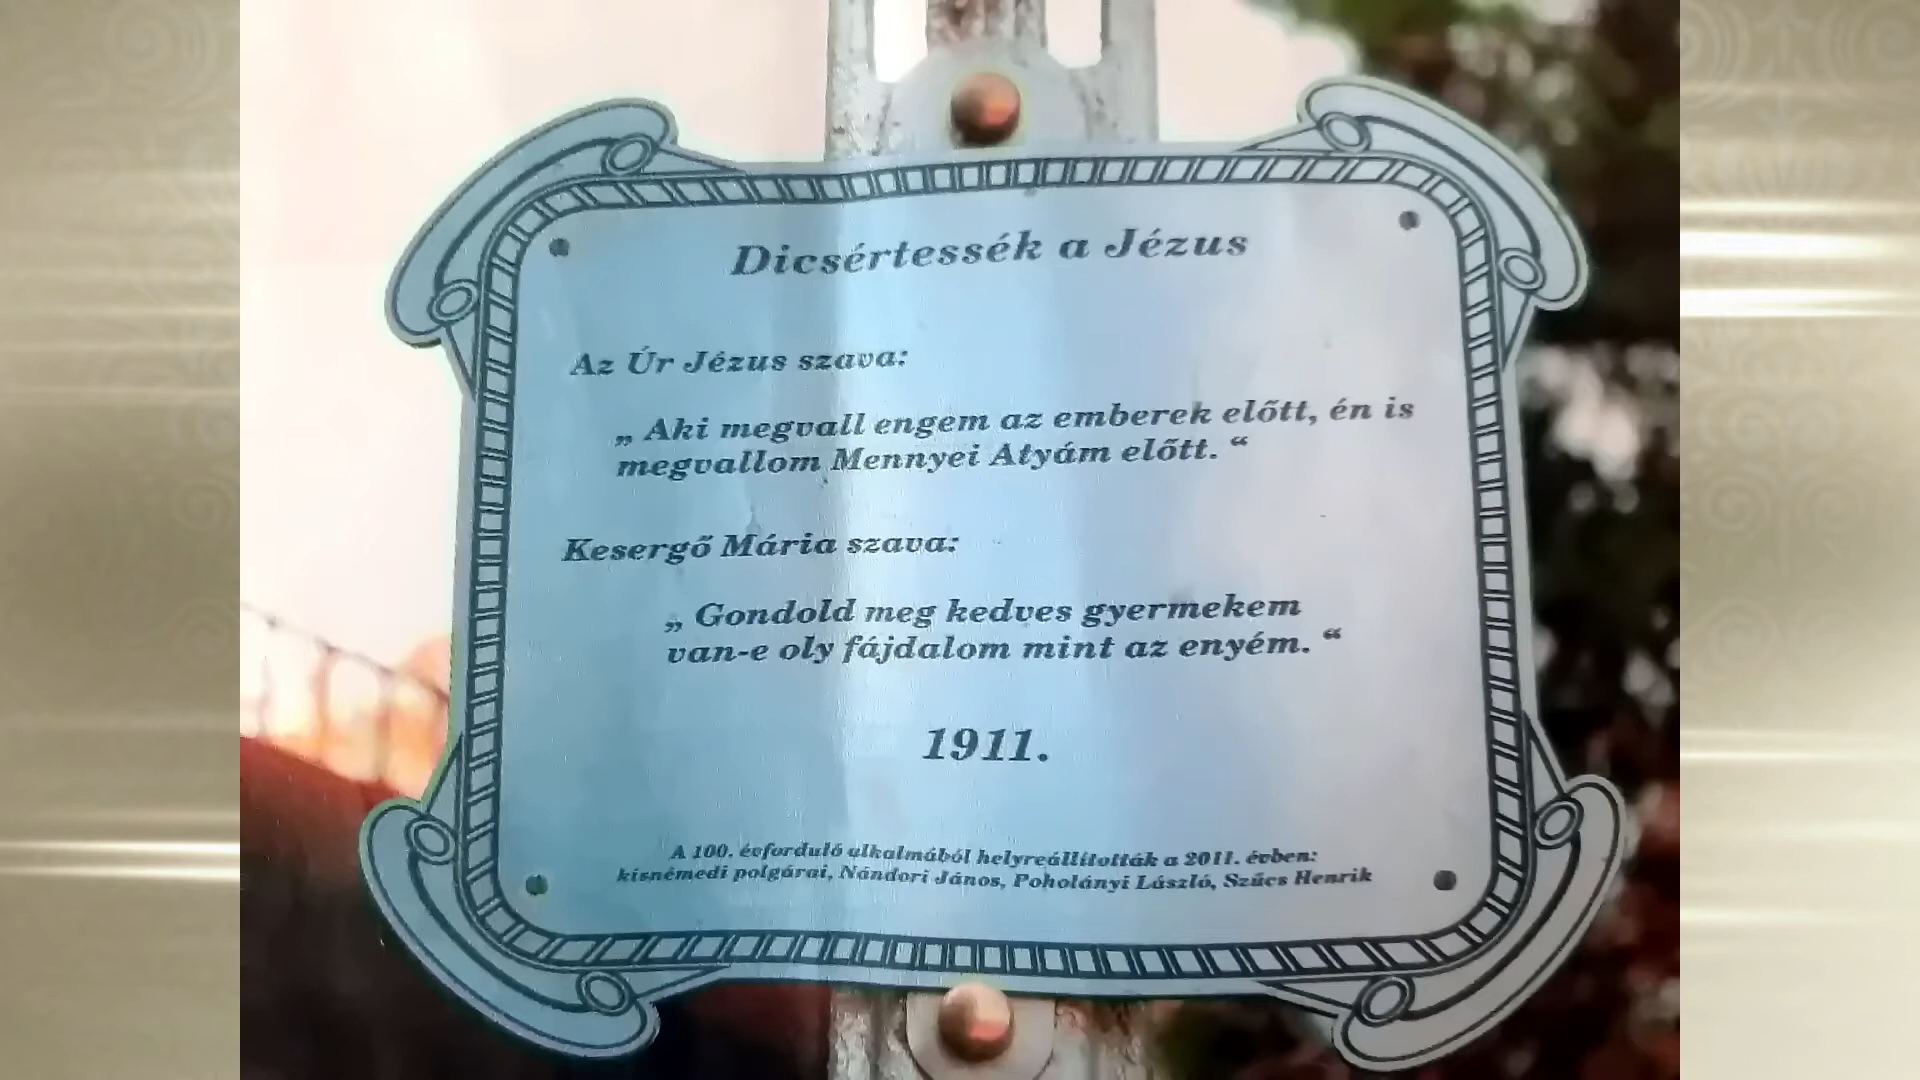 Dicsértessék a Jézus
Az Úr Jézus szava:
„ Aki megvall engem az emberek előtt, én is
megvallom Mennyei Atyám előtt. “
Kesergő Mária szava:
„ Gondold meg kedves gyermekem
van-e oly fájdalom mint az enyém. “
1911.
A 100. évforduló alkalmából helyreállították a 2011. évben:
kisnémedi polgárai, Nándori János, Poholányi László, Szűcs Henrik